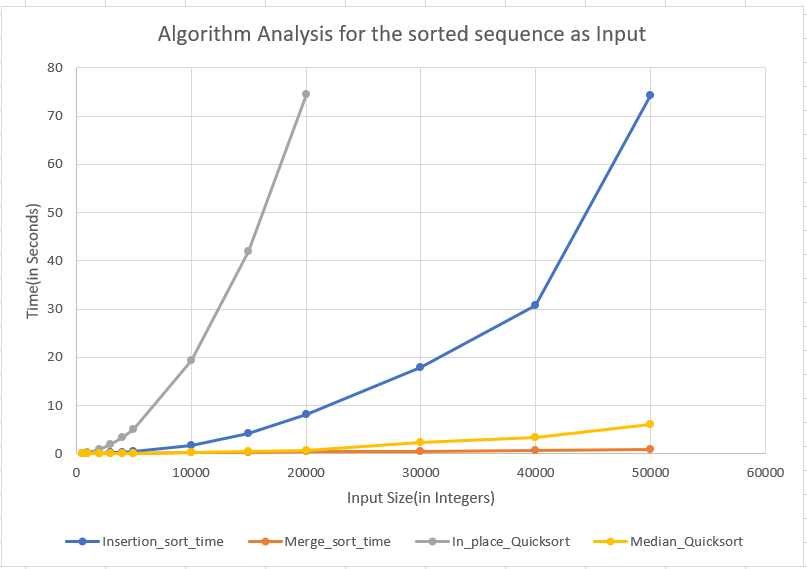 Algorithm Analysis for the sorted sequence as Input
80
70
60
50
40
30
20
10
0
Time(in Seconds)
0 10000 20000 30000 40000 50000 60000
Input Size(in Integers)
Insertion_sort_time Merge_sort_time In_place_Quicksort Median_Quicksort